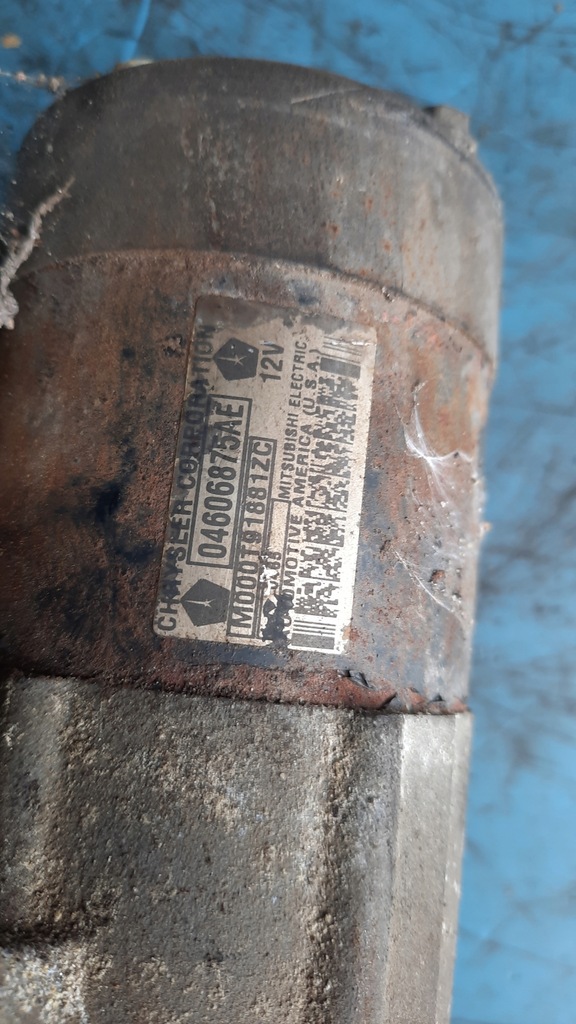 CHRYSLER CORPORATION
04606875AE
12V
M000T91881ZC
MITSUBISHI ELECTRIC
AUTOMOTIVE AMERICA (U.S.A.)